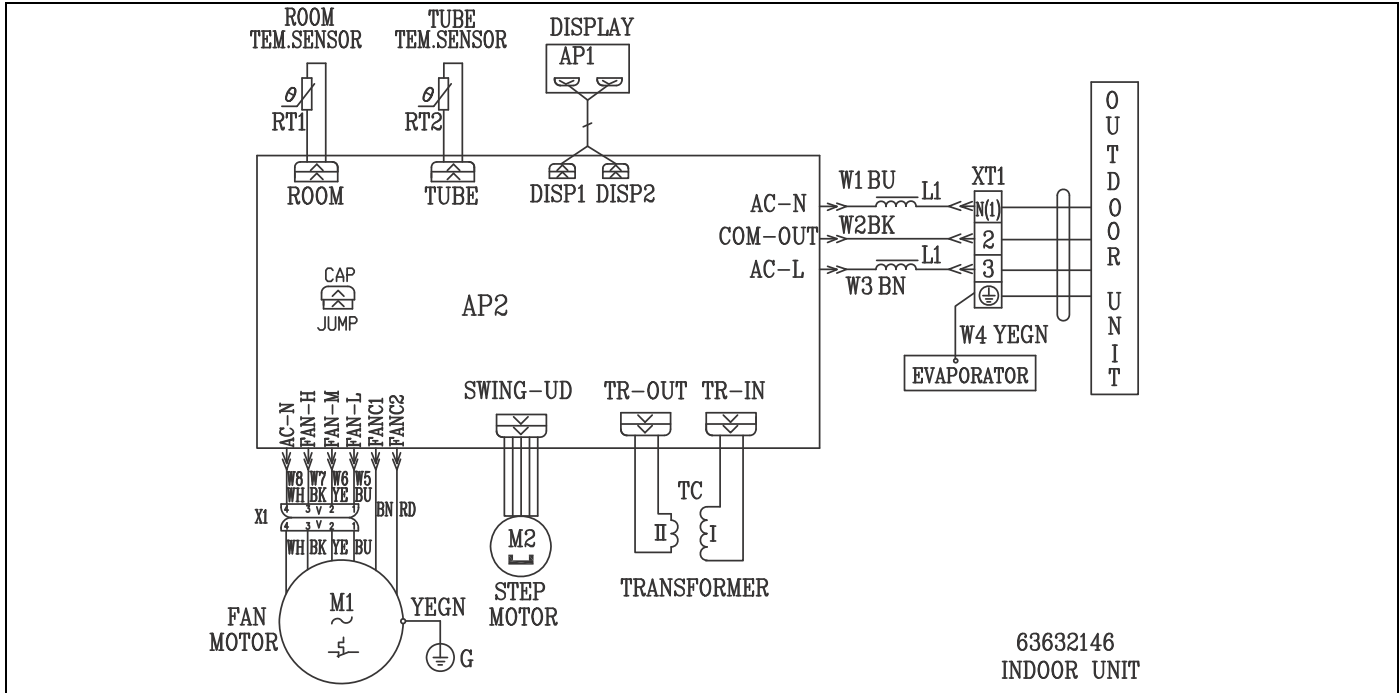 ROOM
TEM.SENSOR
TUBE
TEM.SENSOR
DISPLAY
AP1
θ
RT1
θ
RT2
ROOM
TUBE
DISP1
DISP2
OUTDOOR UNIT
AC-N
W1 BU
L1
XT1
N(1)
COM-OUT
W2BK
2
AC-L
L1
3
W3 BN
CAP
JUMP
AP2
W4 YEGN
EVAPORATOR
SWING-UD
TR-OUT
TR-IN
AC-N
FAN-H
FAN-M
FAN-L
FANC1
FANC2
W8 W7 W6 W5
WH BK YE BU
BN RD
X1
4 3 V 2 1
4 3 V 2 1
WH BK YE BU
TC
II
I
M2
STEP
MOTOR
TRANSFORMER
M1
FAN
MOTOR
YEGN
G
63632146
INDOOR UNIT